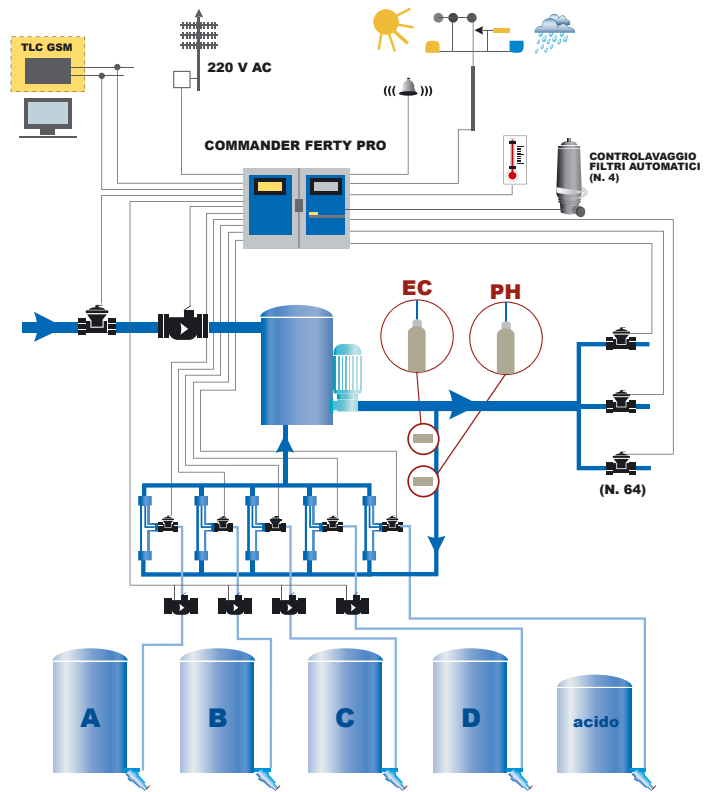 TLC GSM
220 V AC
COMMANDER FERTY PRO
CONTROLAVAGGIO
FILTRI AUTOMATICI
(N. 4)
EC
PH
(N. 64)
A
B
C
D
acido